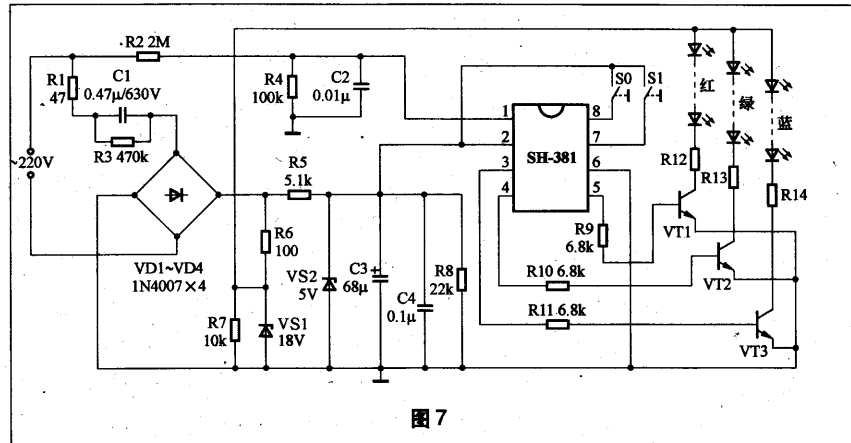 R2 2M
R1
47
C1
0.47μ/630V
R3 470k
~220V
VD1~VD4
1N4007×4
R4
100k
C2
0.01μ
R5
5.1k
R6
100
R7
10k
VS1
18V
VS2
5V
C3
68μ
+
C4
0.1μ
R8
22k
1
2
3
4
8
7
6
5
SH-381
S0
S1
R9
6.8k
R10 6.8k
R11 6.8k
红
绿
蓝
R12
R13
R14
VT1
VT2
VT3
图 7